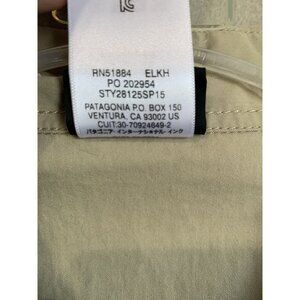 RN51884 ELKH
PO 202954
STY28125SP15
PATAGONIA P.O. BOX 150
VENTURA, CA 93002 US
CUIT:30-70924849-2
パタゴニア・インターナショナル・インク